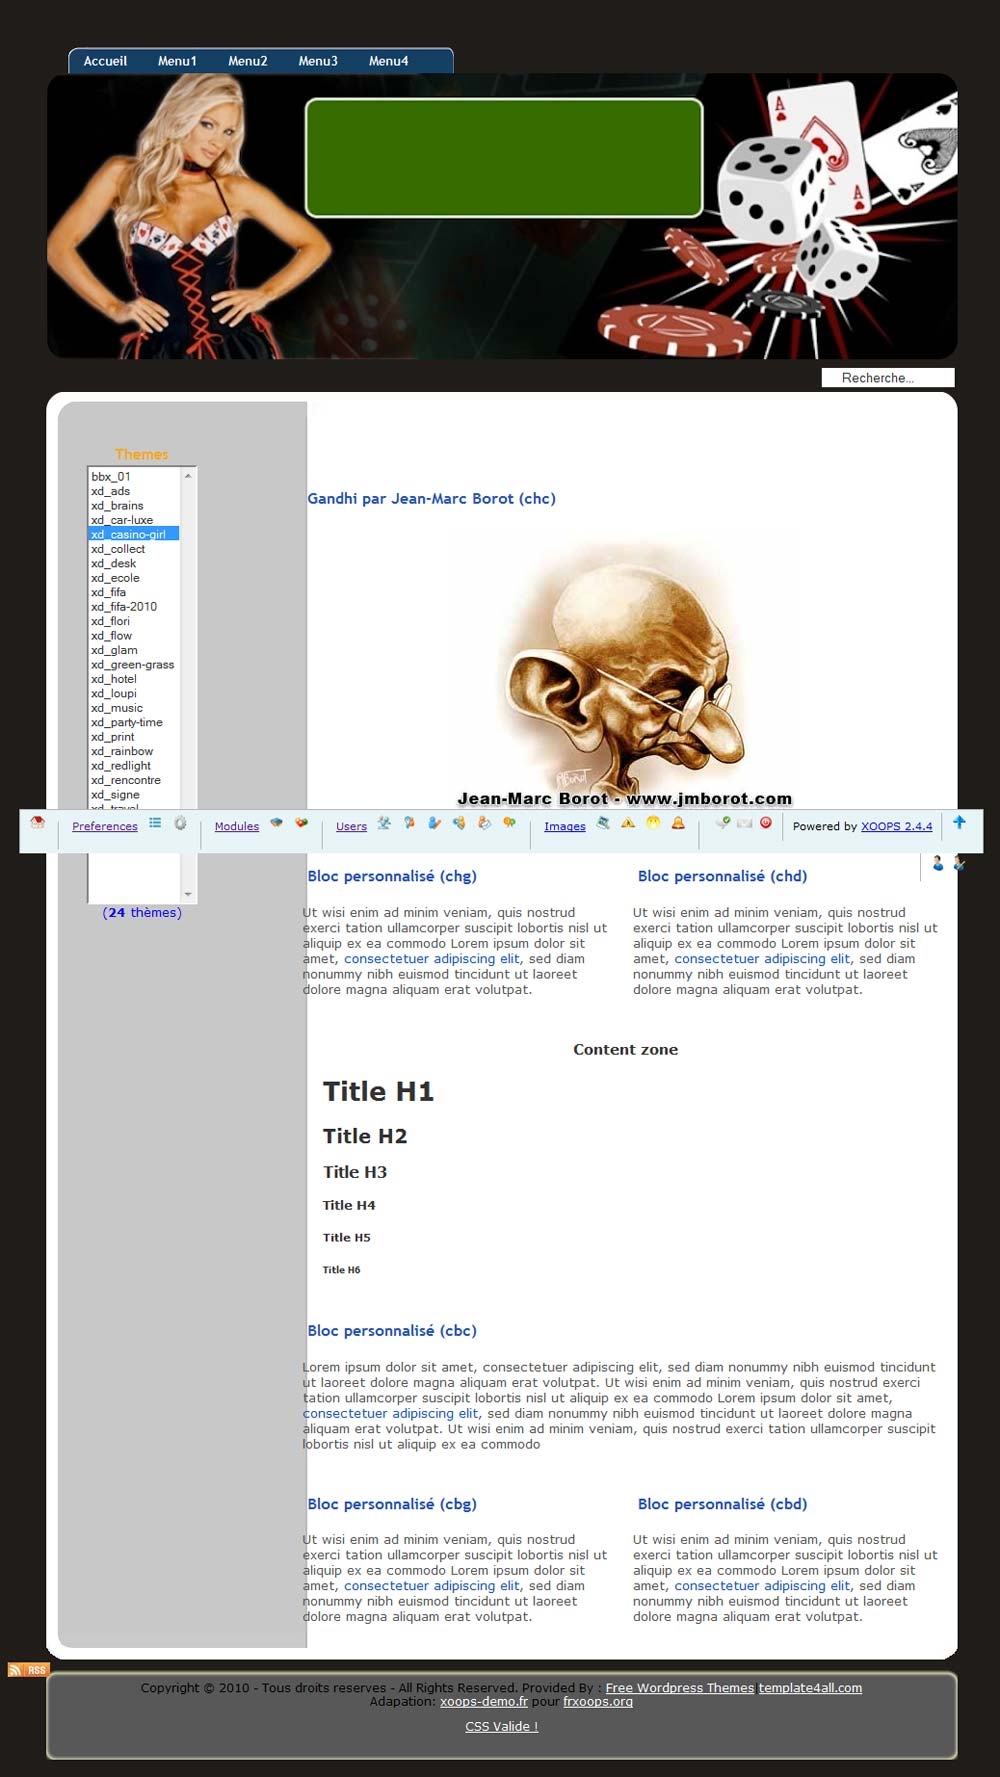 Accueil Menu1 Menu2 Menu3 Menu4
A
A
Recherche...
Themes
bbx_01
xd_ads
xd_brains
xd_car-luxe
xd_casino-girl
xd_collect
xd_desk
xd_ecole
xd_fifa
xd_fifa-2010
xd_flori
xd_flow
xd_glam
xd_green-grass
xd_hotel
xd_loupi
xd_music
xd_party-time
xd_print
xd_rainbow
xd_redlight
xd_rencontre
xd_signe
(24 thèmes)
Gandhi par Jean-Marc Borot (chc)
Jean-Marc Borot - www.jmborot.com
Preferences Modules Users Images Powered by XOOPS 2.4.4
Bloc personnalisé (chg)
Ut wisi enim ad minim veniam, quis nostrud
exerci tation ullamcorper suscipit lobortis nisl ut
aliquip ex ea commodo Lorem ipsum dolor sit
amet, consectetuer adipiscing elit, sed diam
nonummy nibh euismod tincidunt ut laoreet
dolore magna aliquam erat volutpat.
Bloc personnalisé (chd)
Ut wisi enim ad minim veniam, quis nostrud
exerci tation ullamcorper suscipit lobortis nisl ut
aliquip ex ea commodo Lorem ipsum dolor sit
amet, consectetuer adipiscing elit, sed diam
nonummy nibh euismod tincidunt ut laoreet
dolore magna aliquam erat volutpat.
Content zone
Title H1
Title H2
Title H3
Title H4
Title H5
Title H6
Bloc personnalisé (cbc)
Lorem ipsum dolor sit amet, consectetuer adipiscing elit, sed diam nonummy nibh euismod tincidunt
ut laoreet dolore magna aliquam erat volutpat. Ut wisi enim ad minim veniam, quis nostrud exerci
tation ullamcorper suscipit lobortis nisl ut aliquip ex ea commodo Lorem ipsum dolor sit amet,
consectetuer adipiscing elit, sed diam nonummy nibh euismod tincidunt ut laoreet dolore magna
aliquam erat volutpat. Ut wisi enim ad minim veniam, quis nostrud exerci tation ullamcorper suscipit
lobortis nisl ut aliquip ex ea commodo
Bloc personnalisé (cbg)
Ut wisi enim ad minim veniam, quis nostrud
exerci tation ullamcorper suscipit lobortis nisl ut
aliquip ex ea commodo Lorem ipsum dolor sit
amet, consectetuer adipiscing elit, sed diam
nonummy nibh euismod tincidunt ut laoreet
dolore magna aliquam erat volutpat.
Bloc personnalisé (cbd)
Ut wisi enim ad minim veniam, quis nostrud
exerci tation ullamcorper suscipit lobortis nisl ut
aliquip ex ea commodo Lorem ipsum dolor sit
amet, consectetuer adipiscing elit, sed diam
nonummy nibh euismod tincidunt ut laoreet
dolore magna aliquam erat volutpat.
RSS
Copyright © 2010 - Tous droits reserves - All Rights Reserved. Provided By : Free Wordpress Themes|template4all.com
Adapation: xoops-demo.fr pour frxoops.org
CSS Valide !